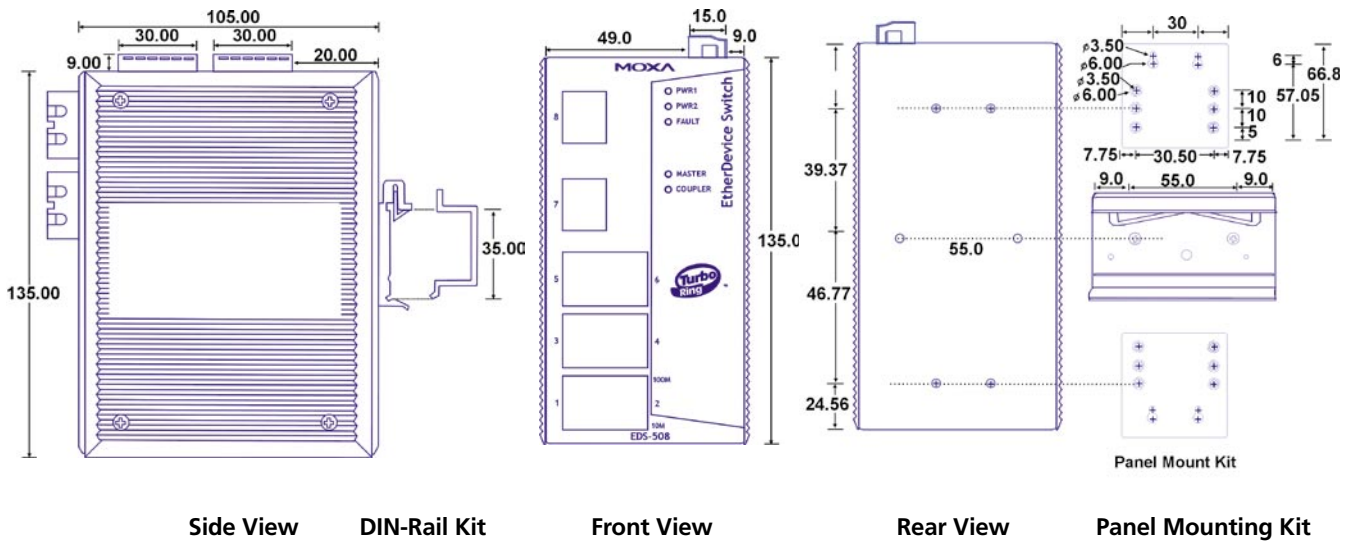 105.00
30.00 30.00
9.00
20.00
135.00
35.00
15.0
49.0
9.0
MOXA
PWR1
PWR2
FAULT
MASTER
COUPLER
EtherDevice Switch
8
7
5 6
3 4
1 2
100M
10M
Turbo
Ring
EDS-508
135.0
39.37
55.0
46.77
24.56
30
ø3.50
ø6.00
ø3.50
ø6.00
6
66.8
57.05
10
10
5
7.75 30.50 7.75
9.0 55.0 9.0
Panel Mount Kit
Side View DIN-Rail Kit Front View Rear View Panel Mounting Kit